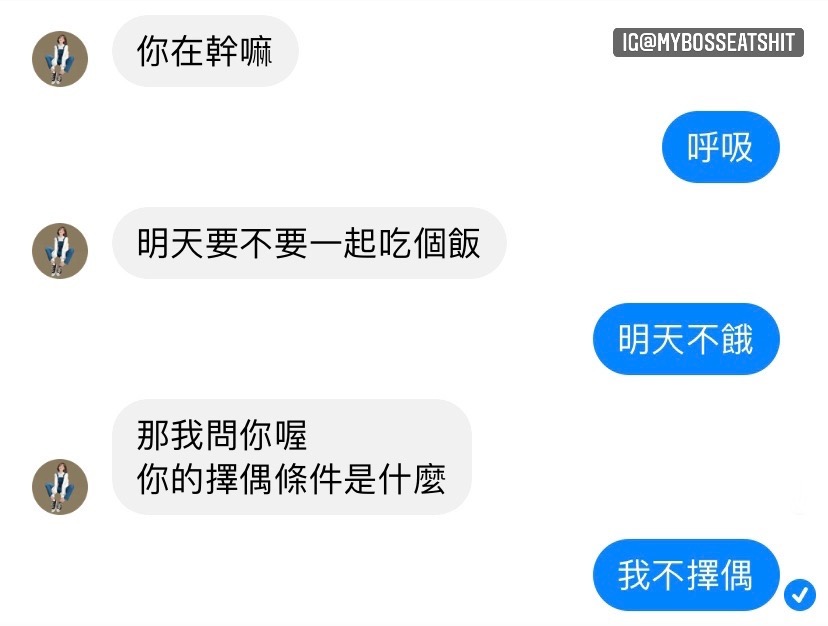 你在幹嘛
IG@MYBOSSEATSHIT
呼吸
明天要不要一起吃個飯
明天不餓
那我問你喔
你的擇偶條件是什麼
我不擇偶